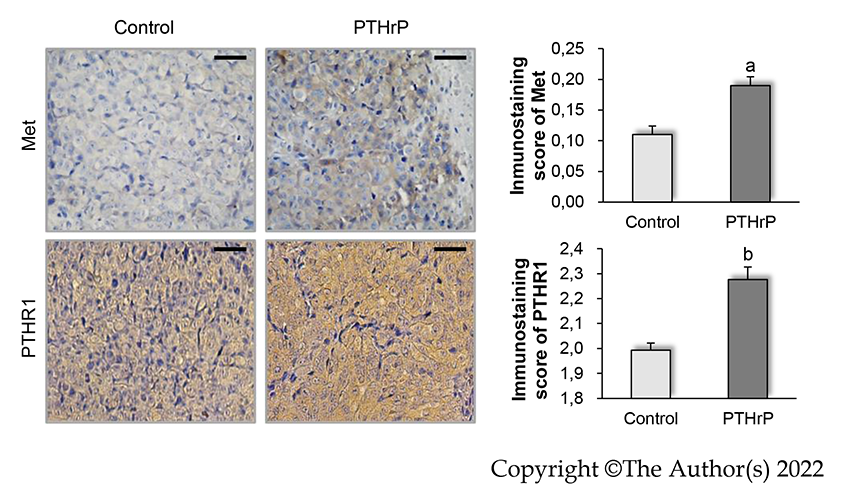 Control
PTHrP
Met
PTHR1
Inmunostaining
score of Met
0,25
0,20
0,15
0,10
0,05
0,00
a
Control
PTHrP
Immunostaining
score of PTHR1
2,4
2,3
2,2
2,1
2,0
1,9
1,8
b
Control
PTHrP
Copyright ©The Author(s) 2022